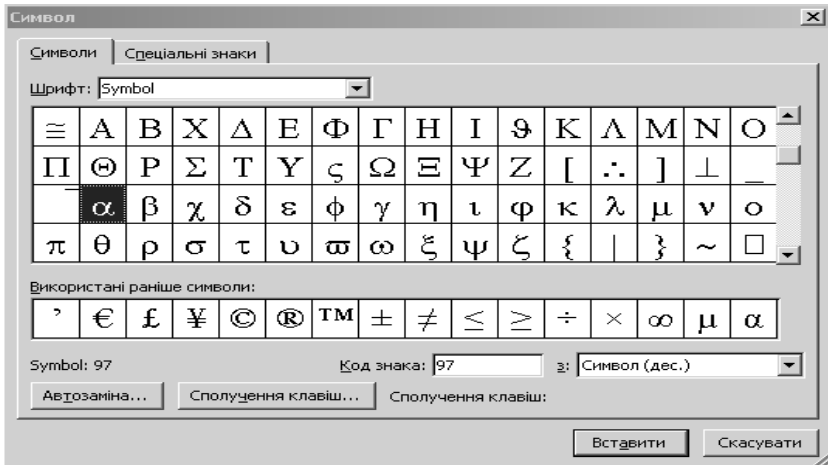 Символ
Символи Спеціальні знаки
Шрифт: Symbol
≅ Α Β Χ Δ Ε Φ Γ Η Ι ϑ Κ Λ Μ Ν Ο
Π Θ Ρ Σ Τ Υ ς Ω Ξ Ψ Ζ [ ∴ ] ⊥ _
‾ α β χ δ ε ϕ γ η ι φ κ λ μ ν ο
π θ ρ σ τ υ ϖ ω ξ ψ ζ { | } ~ □
Використані раніше символи:
’ € £ ¥ © ® ™ ± ≠ ≤ ≥ ÷ × ∞ µ α
Symbol: 97 Код знака: 97 з: Символ (дес.)
Автозаміна... Сполучення клавіш... Сполучення клавіш:
Вставити Скасувати